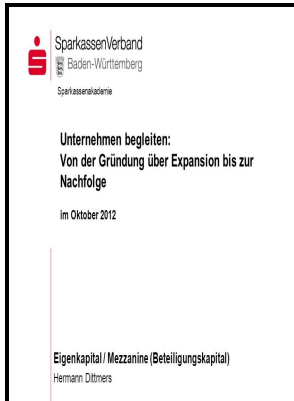 SparkassenVerband
Baden-Württemberg
Sparkassenakademie
Unternehmen begleiten:
Von der Gründung über Expansion bis zur
Nachfolge
im Oktober 2012
Eigenkapital / Mezzanine (Beteiligungskapital)
Hermann Dittmers